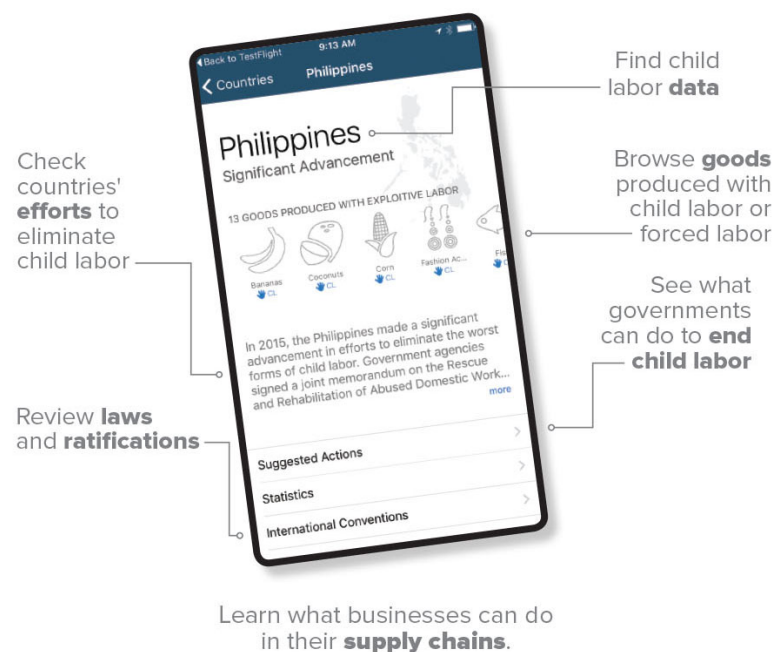 Back to TestFlight
9:13 AM
Countries
Philippines
Philippines
Significant Advancement
13 GOODS PRODUCED WITH EXPLOITIVE LABOR
Bananas
CL
Coconuts
CL
Corn
CL
Fashion Ac...
CL
In 2015, the Philippines made a significant
advancement in efforts to eliminate the worst
forms of child labor. Government agencies
signed a joint memorandum on the Rescue
and Rehabilitation of Abused Domestic Work...
more
Suggested Actions
Statistics
International Conventions
Check
countries'
efforts to
eliminate
child labor
Review laws
and ratifications
Find child
labor data
Browse goods
produced with
child labor or
forced labor
See what
governments
can do to end
child labor
Learn what businesses can do
in their supply chains.